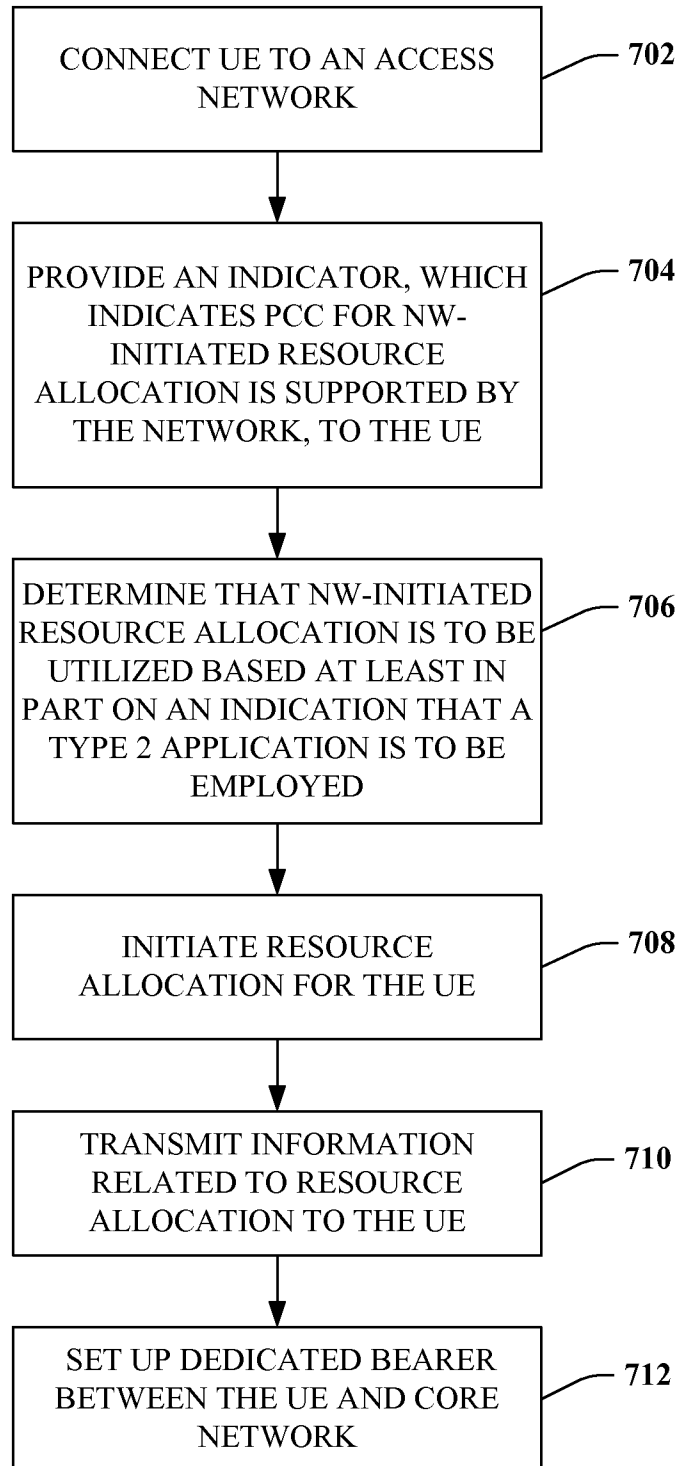 CONNECT UE TO AN ACCESS
NETWORK
702
PROVIDE AN INDICATOR, WHICH
INDICATES PCC FOR NW-
INITIATED RESOURCE
ALLOCATION IS SUPPORTED BY
THE NETWORK, TO THE UE
704
DETERMINE THAT NW-INITIATED
RESOURCE ALLOCATION IS TO BE
UTILIZED BASED AT LEAST IN
PART ON AN INDICATION THAT A
TYPE 2 APPLICATION IS TO BE
EMPLOYED
706
INITIATE RESOURCE
ALLOCATION FOR THE UE
708
TRANSMIT INFORMATION
RELATED TO RESOURCE
ALLOCATION TO THE UE
710
SET UP DEDICATED BEARER
BETWEEN THE UE AND CORE
NETWORK
712